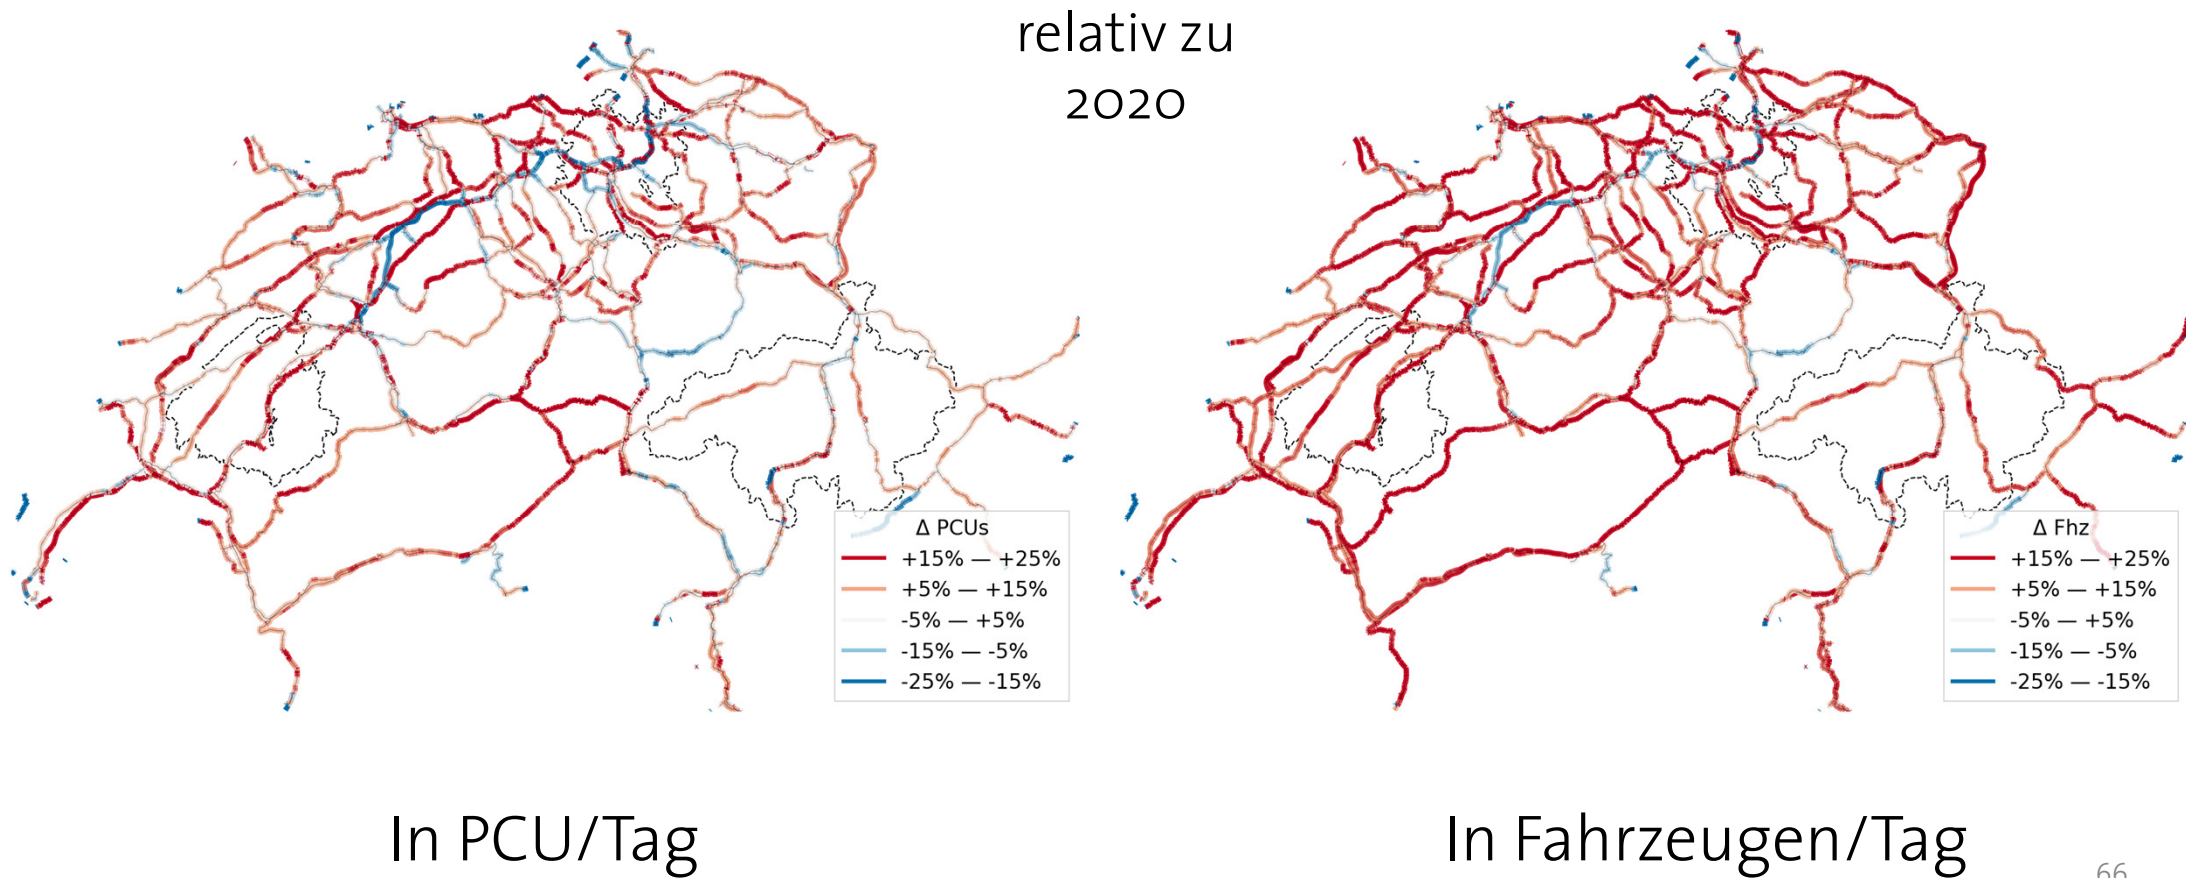 relativ zu
2020
Δ PCUs
+15% — +25%
+5% — +15%
-5% — +5%
-15% — -5%
-25% — -15%
Δ Fhz
+15% — +25%
+5% — +15%
-5% — +5%
-15% — -5%
-25% — -15%
In PCU/Tag
In Fahrzeugen/Tag
66